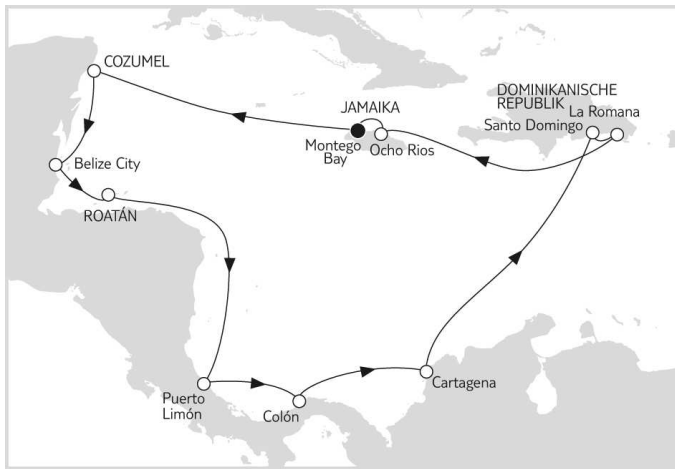 COZUMEL
DOMINIKANISCHE
REPUBLIK
La Romana
Santo Domingo
JAMAIKA
Montego
Bay
Ocho Rios
Belize City
ROATÁN
Puerto
Limón
Colón
Cartagena